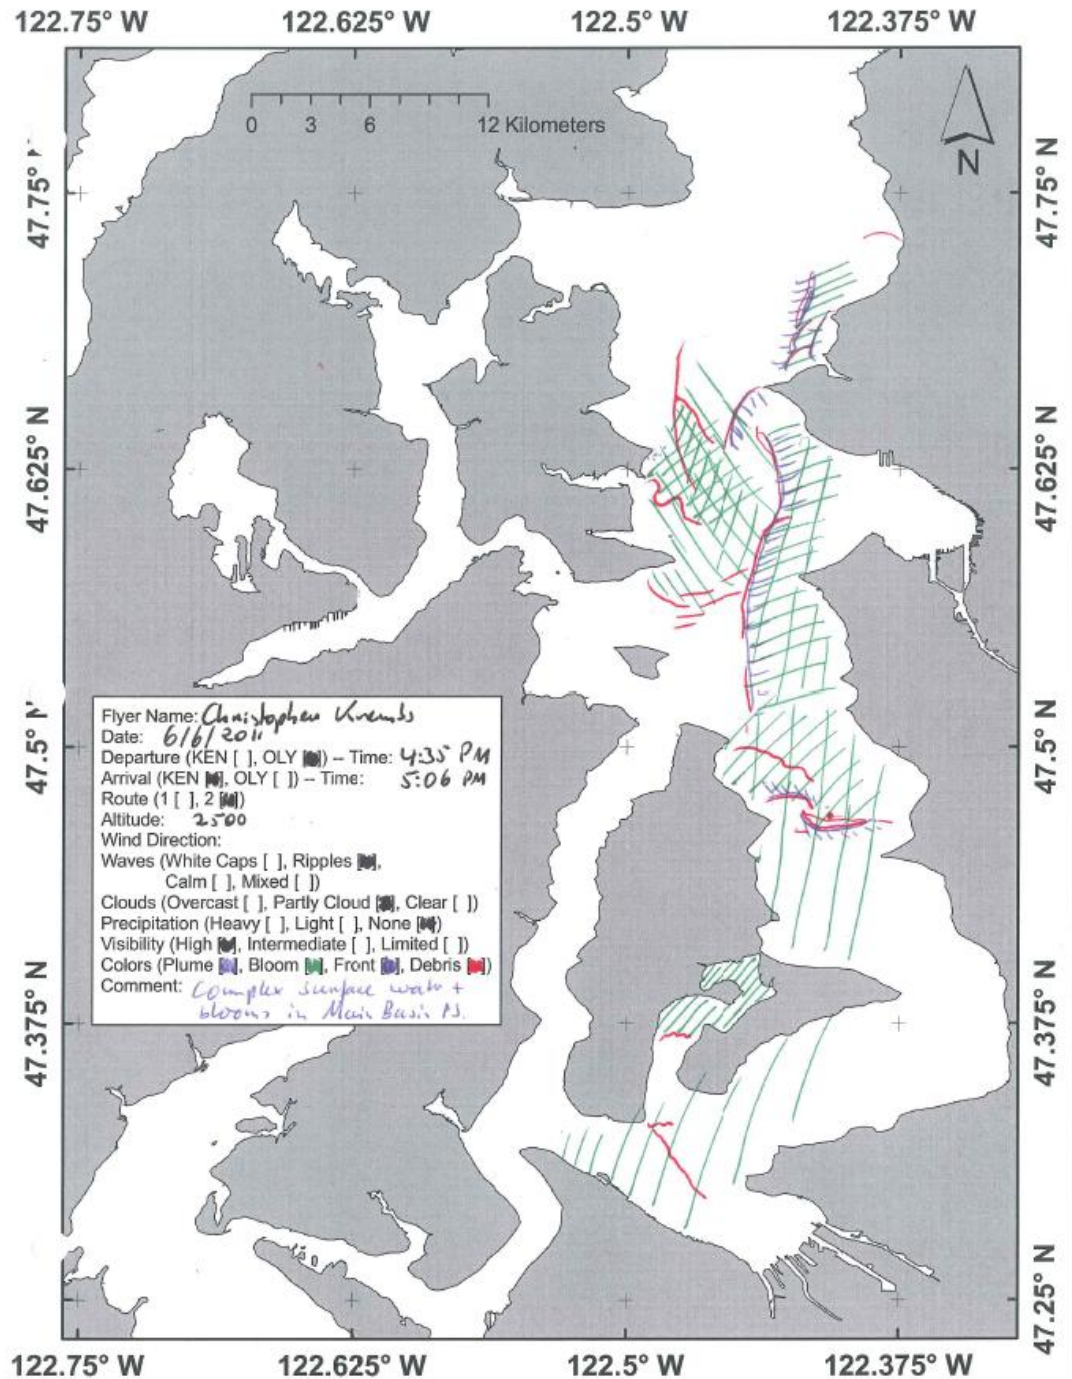 122.75° W 122.625° W 122.5° W 122.375° W
0 3 6 12 Kilometers
N
47.75° N 47.75° N
47.625° N 47.625° N
47.5° N 47.5° N
47.375° N 47.375° N
47.25° N
Flyer Name: Christopher Krembs
Date: 6/6/2011
Departure (KEN [ ], OLY [■]) -- Time: 4:35 PM
Arrival (KEN [■], OLY [ ]) -- Time: 5:06 PM
Route (1 [ ], 2 [■])
Altitude: 2500
Wind Direction:
Waves (White Caps [ ], Ripples [■],
Calm [ ], Mixed [ ])
Clouds (Overcast [ ], Partly Cloud [■], Clear [ ])
Precipitation (Heavy [ ], Light [ ], None [■])
Visibility (High [■], Intermediate [ ], Limited [ ])
Colors (Plume [■], Bloom [■], Front [■], Debris [■])
Comment: Complex surface water +
blooms in Main Basin PS.
122.75° W 122.625° W 122.5° W 122.375° W